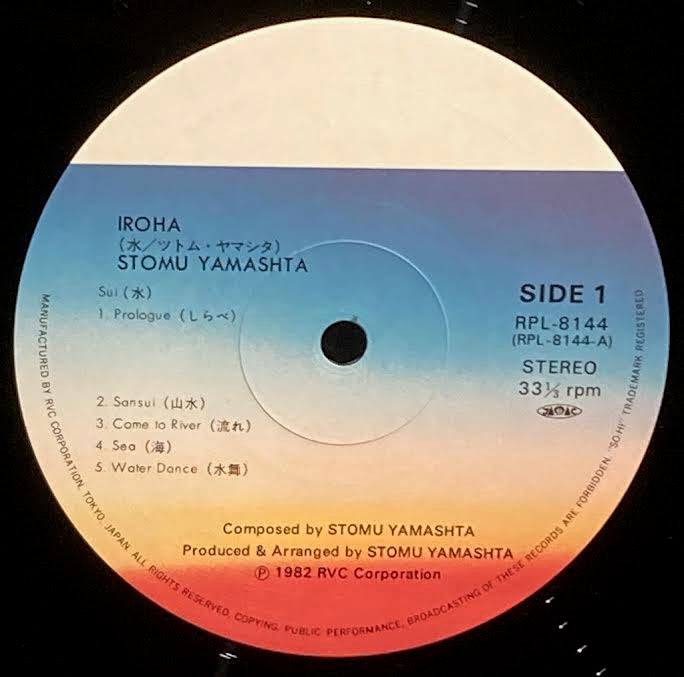 IROHA
(水／ツトム・ヤマシタ)
STOMU YAMASHTA
Sui (水)
1. Prologue (しらべ)
2. Sansui (山水)
3. Come to River (流れ)
4. Sea (海)
5. Water Dance (水舞)
SIDE 1
RPL-8144
(RPL-8144-A)
STEREO
33⅓ rpm
JASRAC
Composed by STOMU YAMASHTA
Produced & Arranged by STOMU YAMASHTA
Ⓟ 1982 RVC Corporation
MANUFACTURED BY RVC CORPORATION, TOKYO, JAPAN. ALL RIGHTS RESERVED. COPYING, PUBLIC PERFORMANCE, BROADCASTING OF THESE RECORDS ARE FORBIDDEN. "SO-HI" TRADEMARK REGISTERED